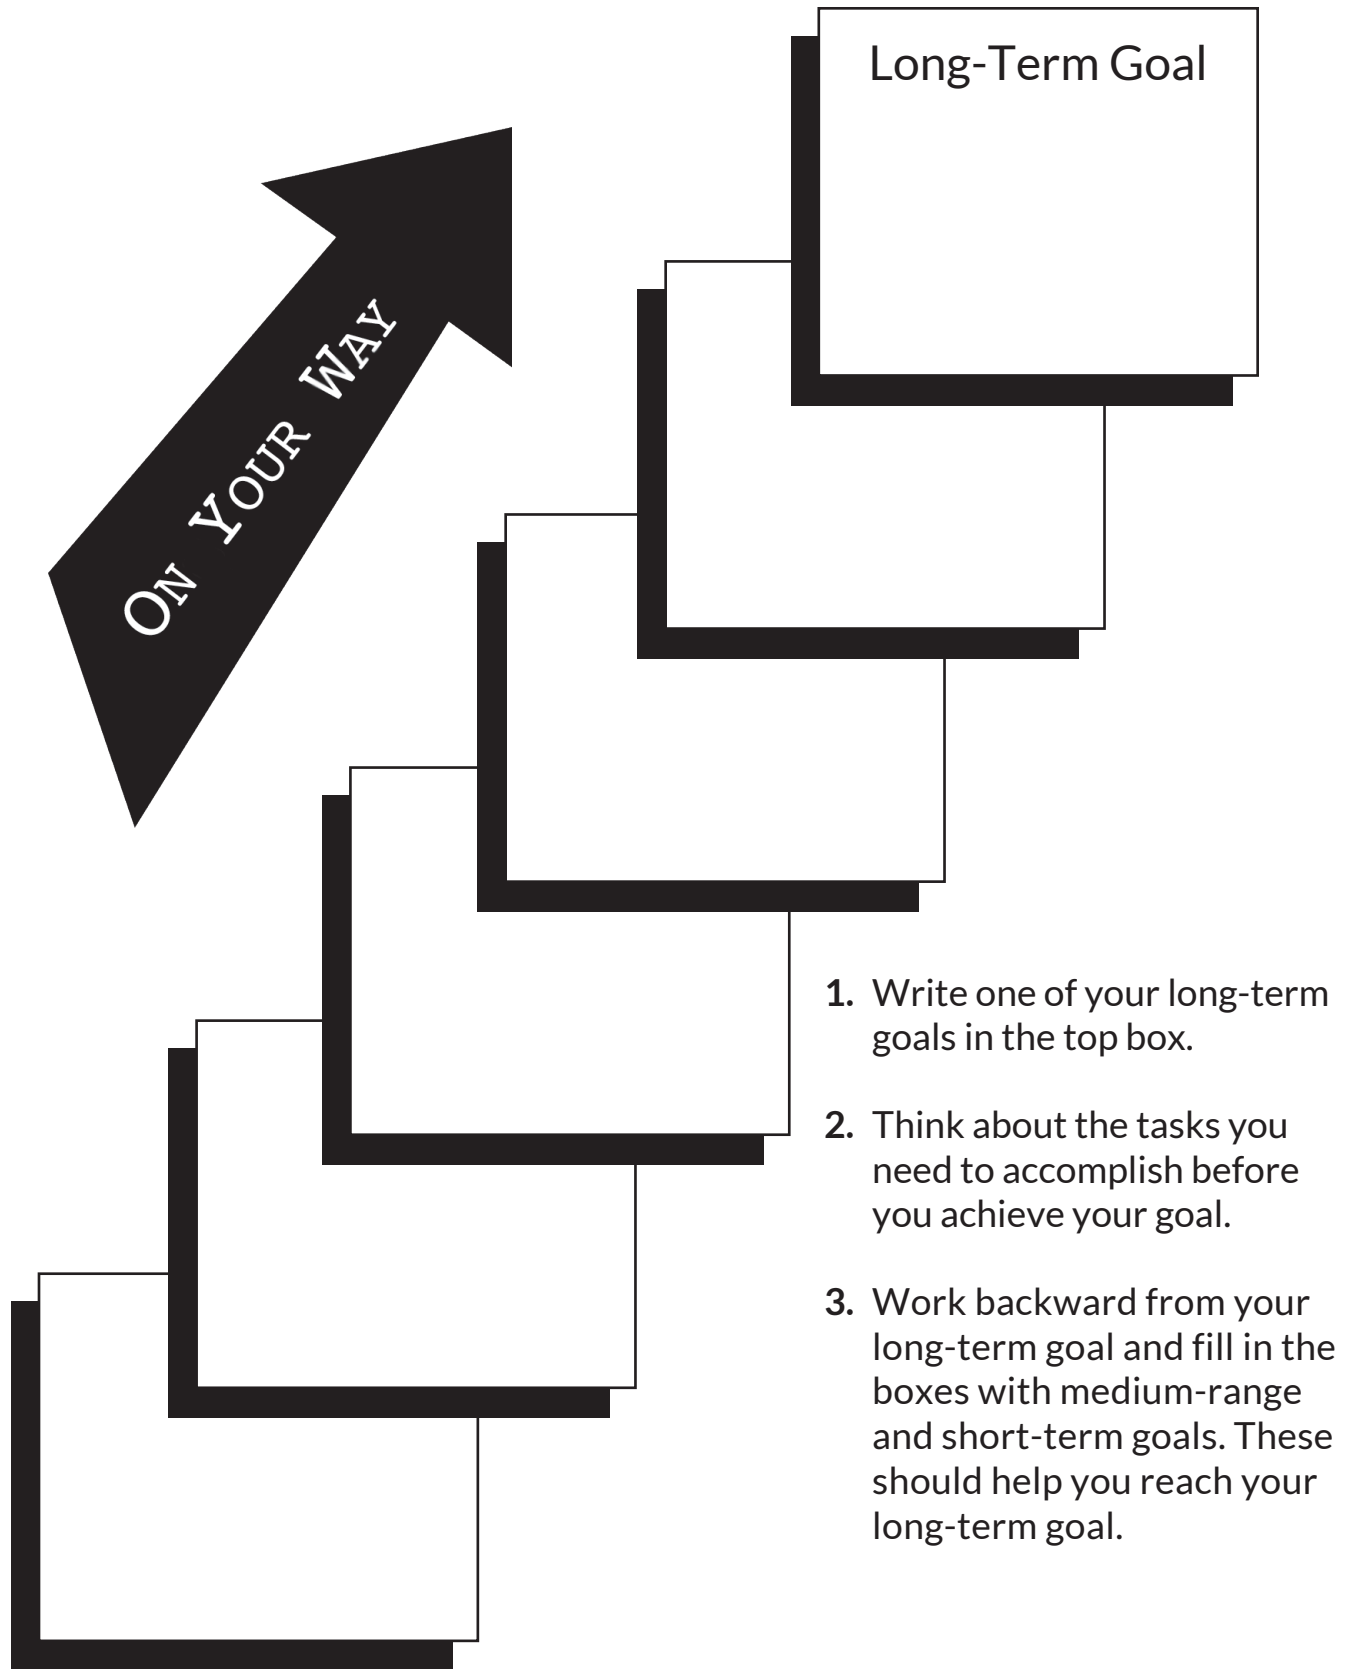 Long-Term Goal
On Your Way
1. Write one of your long-term
goals in the top box.
2. Think about the tasks you
need to accomplish before
you achieve your goal.
3. Work backward from your
long-term goal and fill in the
boxes with medium-range
and short-term goals. These
should help you reach your
long-term goal.